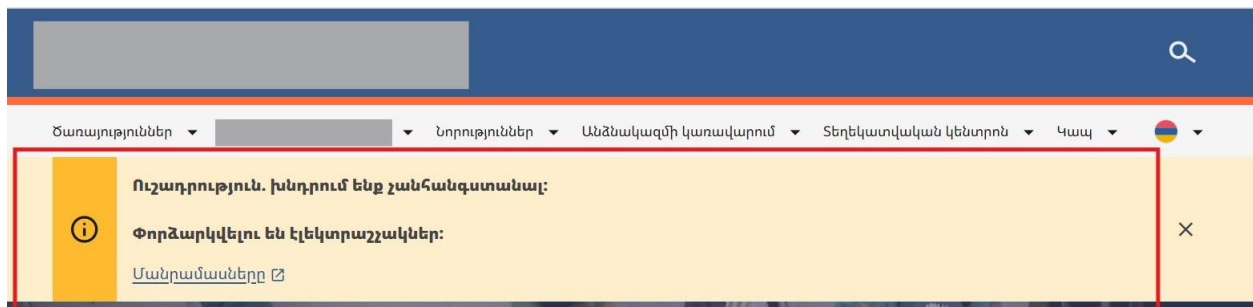 Ծառայություններ
Նորություններ
Անձնակազմի կառավարում
Տեղեկատվական կենտրոն
Կապ
Ուշադրություն. խնդրում ենք չանհանգստանալ:
Փորձարկվելու են էլեկտրաշչակներ:
Մանրամասները